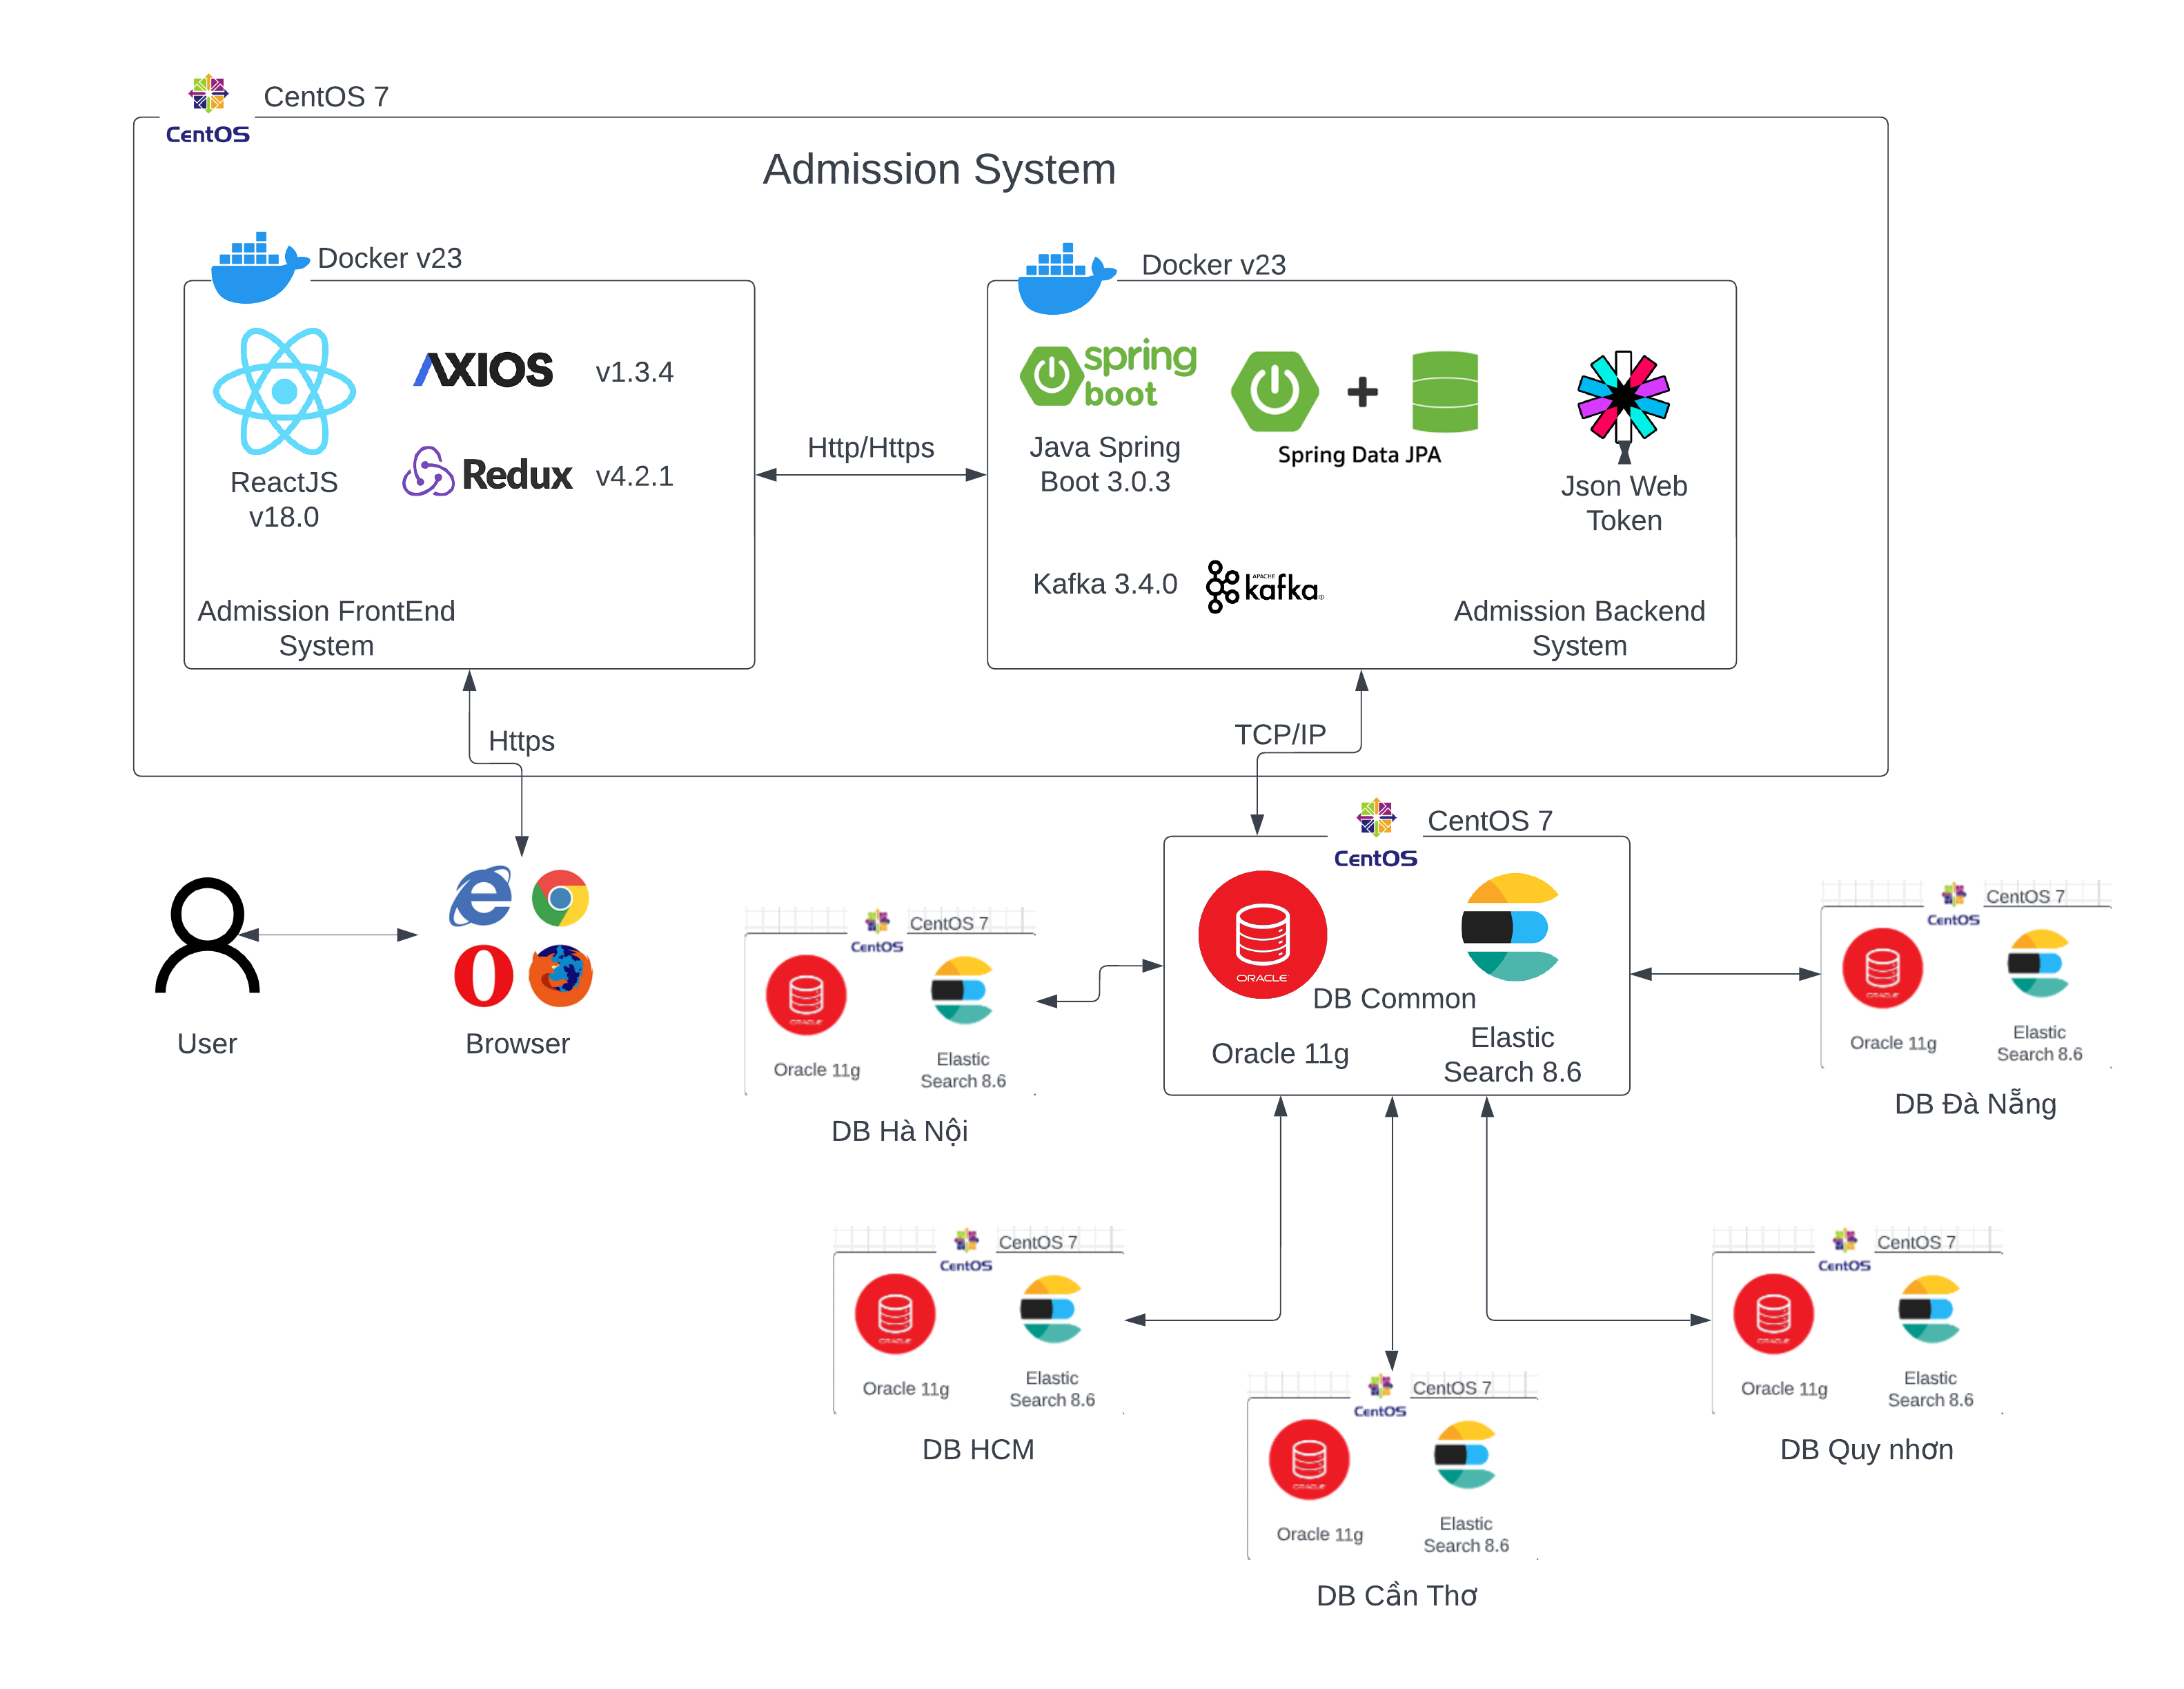 CentOS 7
CentOS
Admission System
Docker v23
AXIOS v1.3.4
Redux v4.2.1
ReactJS
v18.0
Admission FrontEnd
System
Http/Https
Docker v23
spring
boot
Java Spring
Boot 3.0.3
Spring Data JPA
Json Web
Token
Kafka 3.4.0
APACHE
kafka
Admission Backend
System
Https
TCP/IP
User
Browser
CentOS 7
CentOS
ORACLE
DB Common
Oracle 11g
Elastic
Search 8.6
CentOS 7
CentOS
ORACLE
Oracle 11g
Elastic
Search 8.6
DB Hà Nội
CentOS 7
CentOS
ORACLE
Oracle 11g
Elastic
Search 8.6
DB Đà Nẵng
CentOS 7
CentOS
ORACLE
Oracle 11g
Elastic
Search 8.6
DB HCM
CentOS 7
CentOS
ORACLE
Oracle 11g
Elastic
Search 8.6
DB Cần Thơ
CentOS 7
CentOS
ORACLE
Oracle 11g
Elastic
Search 8.6
DB Quy nhơn